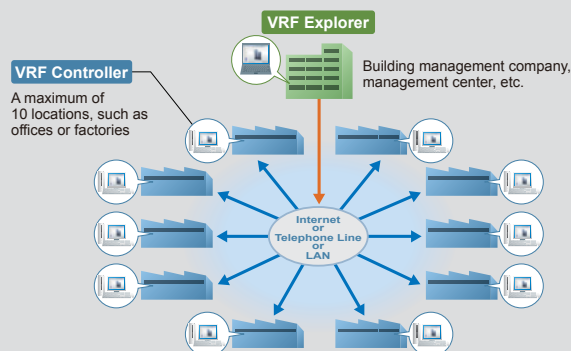 VRF Explorer
Building management company,
management center, etc.
VRF Controller
A maximum of
10 locations, such as
offices or factories
Internet
or
Telephone Line
or
LAN